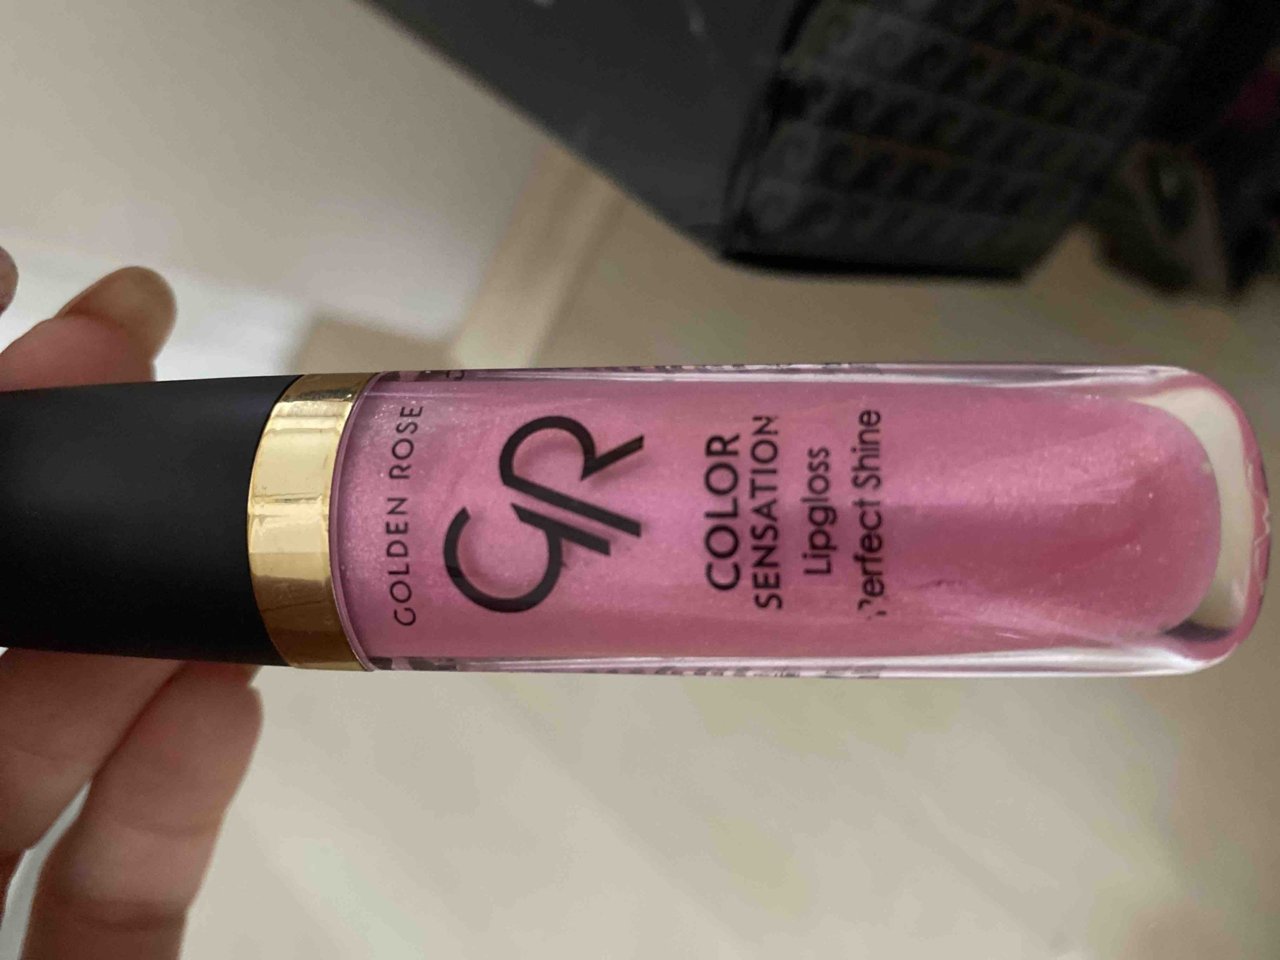 GOLDEN ROSE
GR
COLOR
SENSATION
Lipgloss
Perfect Shine